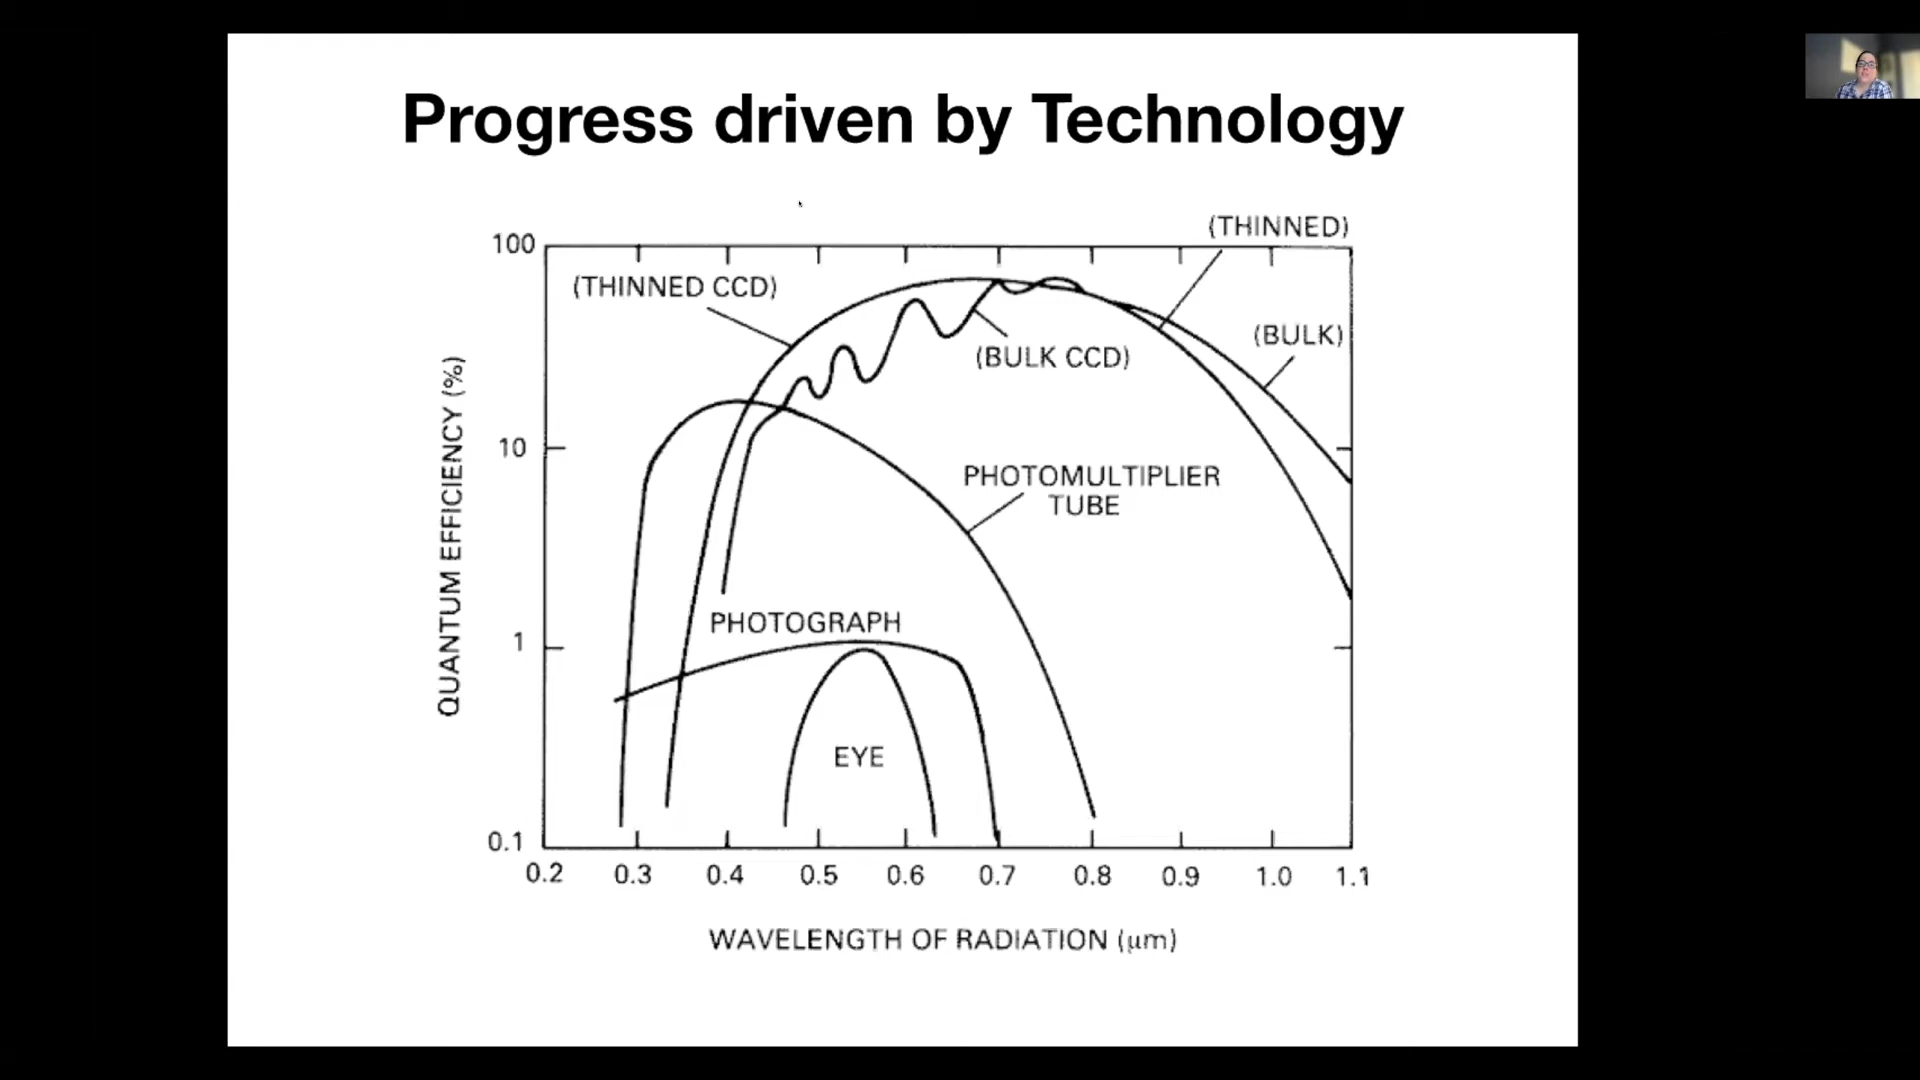 Progress driven by Technology
(THINNED)
100
(THINNED CCD)
(BULK)
(BULK CCD)
10
PHOTOMULTIPLIER
TUBE
QUANTUM EFFICIENCY (%)
PHOTOGRAPH
1
EYE
0.1
0.2 0.3 0.4 0.5 0.6 0.7 0.8 0.9 1.0 1.1
WAVELENGTH OF RADIATION (μm)